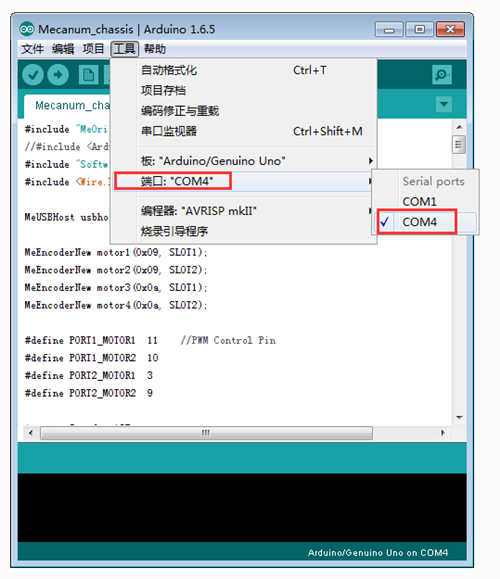 Mecanum_chassis | Arduino 1.6.5
文件 编辑 项目 工具 帮助
自动格式化 Ctrl+T
项目存档
编码修正与重载
串口监视器 Ctrl+Shift+M
板: "Arduino/Genuino Uno"
端口: "COM4"
编程器: "AVRISP mkII"
烧录引导程序
Serial ports
COM1
COM4
Mecanum_cha
#include "MeOri
//#include <Ard
#include "Softw
#include <Wire.
MeUSBHost usbho
MeEncoderNew motor1(0x09, SLOT1);
MeEncoderNew motor2(0x09, SLOT2);
MeEncoderNew motor3(0x0a, SLOT1);
MeEncoderNew motor4(0x0a, SLOT2);
#define PORT1_MOTOR1 11 //PWM Control Pin
#define PORT1_MOTOR2 10
#define PORT2_MOTOR1 3
#define PORT2_MOTOR2 9
Arduino/Genuino Uno on COM4